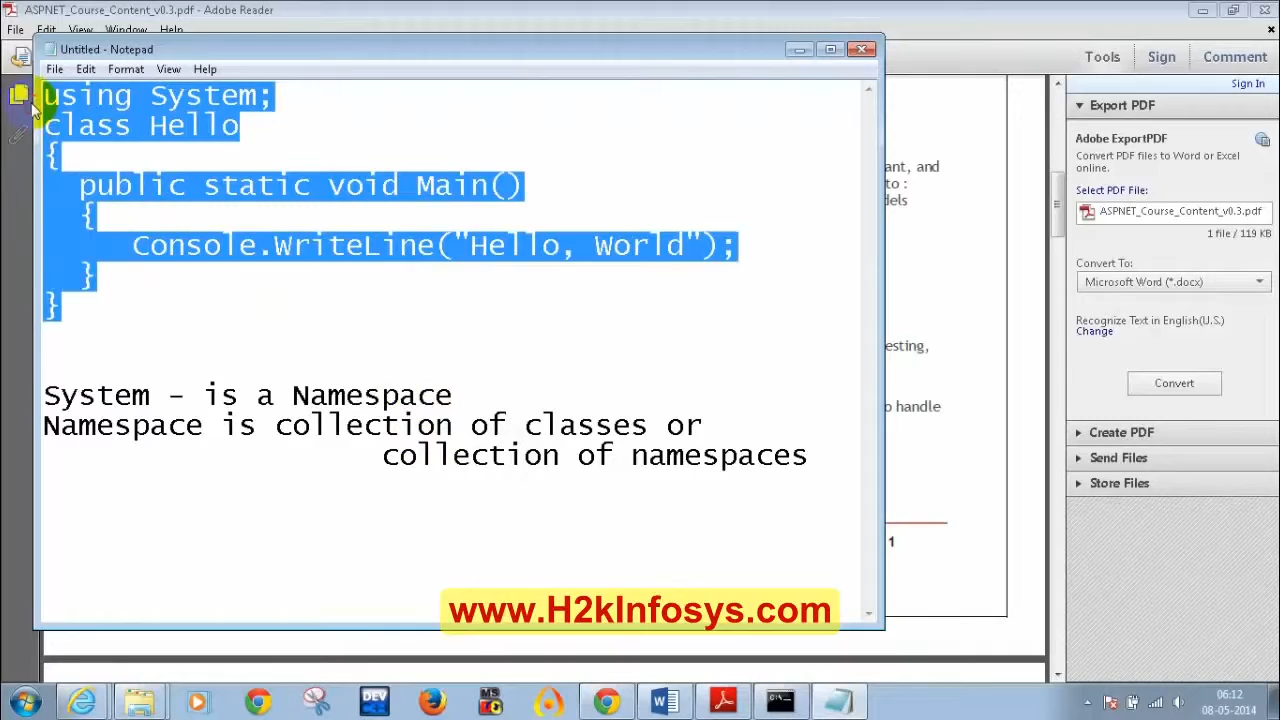 ASPNET_Course_Content_v0.3.pdf - Adobe Reader
File Edit View Window Help
Untitled - Notepad
File Edit Format View Help
Tools Sign Comment
Sign In
using System;
class Hello
{
public static void Main()
{
Console.WriteLine("Hello, World");
}
}
System - is a Namespace
Namespace is collection of classes or
collection of namespaces
ant, and
to :
dels
esting,
o handle
1
Export PDF
Adobe ExportPDF
Convert PDF files to Word or Excel
online.
Select PDF File:
ASPNET_Course_Content_v0.3.pdf
1 file / 119 KB
Convert To:
Microsoft Word (*.docx)
Recognize Text in English(U.S.)
Change
Convert
Create PDF
Send Files
Store Files
www.H2kInfosys.com
DEV
MS
C:\
W
06:12
08-05-2014